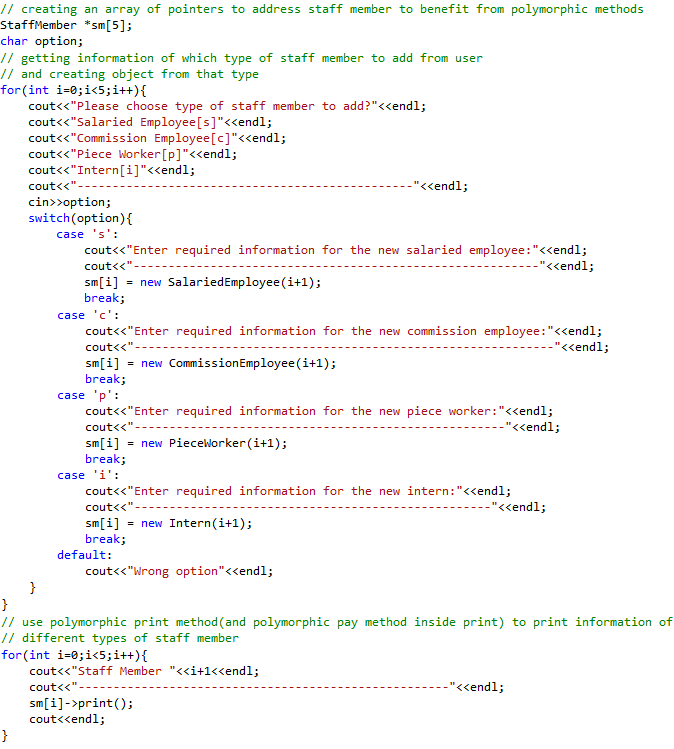 // creating an array of pointers to address staff member to benefit from polymorphic methods
StaffMember *sm[5];
char option;
// getting information of which type of staff member to add from user
// and creating object from that type
for(int i=0;i<5;i++){
    cout<<"Please choose type of staff member to add?"<<endl;
    cout<<"Salaried Employee[s]"<<endl;
    cout<<"Commission Employee[c]"<<endl;
    cout<<"Piece Worker[p]"<<endl;
    cout<<"Intern[i]"<<endl;
    cout<<"------------------------------------------------"<<endl;
    cin>>option;
    switch(option){
        case 's':
            cout<<"Enter required information for the new salaried employee:"<<endl;
            cout<<"----------------------------------------------------------"<<endl;
            sm[i] = new SalariedEmployee(i+1);
            break;
        case 'c':
            cout<<"Enter required information for the new commission employee:"<<endl;
            cout<<"------------------------------------------------------------"<<endl;
            sm[i] = new CommissionEmployee(i+1);
            break;
        case 'p':
            cout<<"Enter required information for the new piece worker:"<<endl;
            cout<<"-----------------------------------------------------"<<endl;
            sm[i] = new PieceWorker(i+1);
            break;
        case 'i':
            cout<<"Enter required information for the new intern:"<<endl;
            cout<<"---------------------------------------------------"<<endl;
            sm[i] = new Intern(i+1);
            break;
        default:
            cout<<"Wrong option"<<endl;
    }
}
// use polymorphic print method(and polymorphic pay method inside print) to print information of
// different types of staff member
for(int i=0;i<5;i++){
    cout<<"Staff Member "<<i+1<<endl;
    cout<<"-----------------------------------------------------"<<endl;
    sm[i]->print();
    cout<<endl;
}